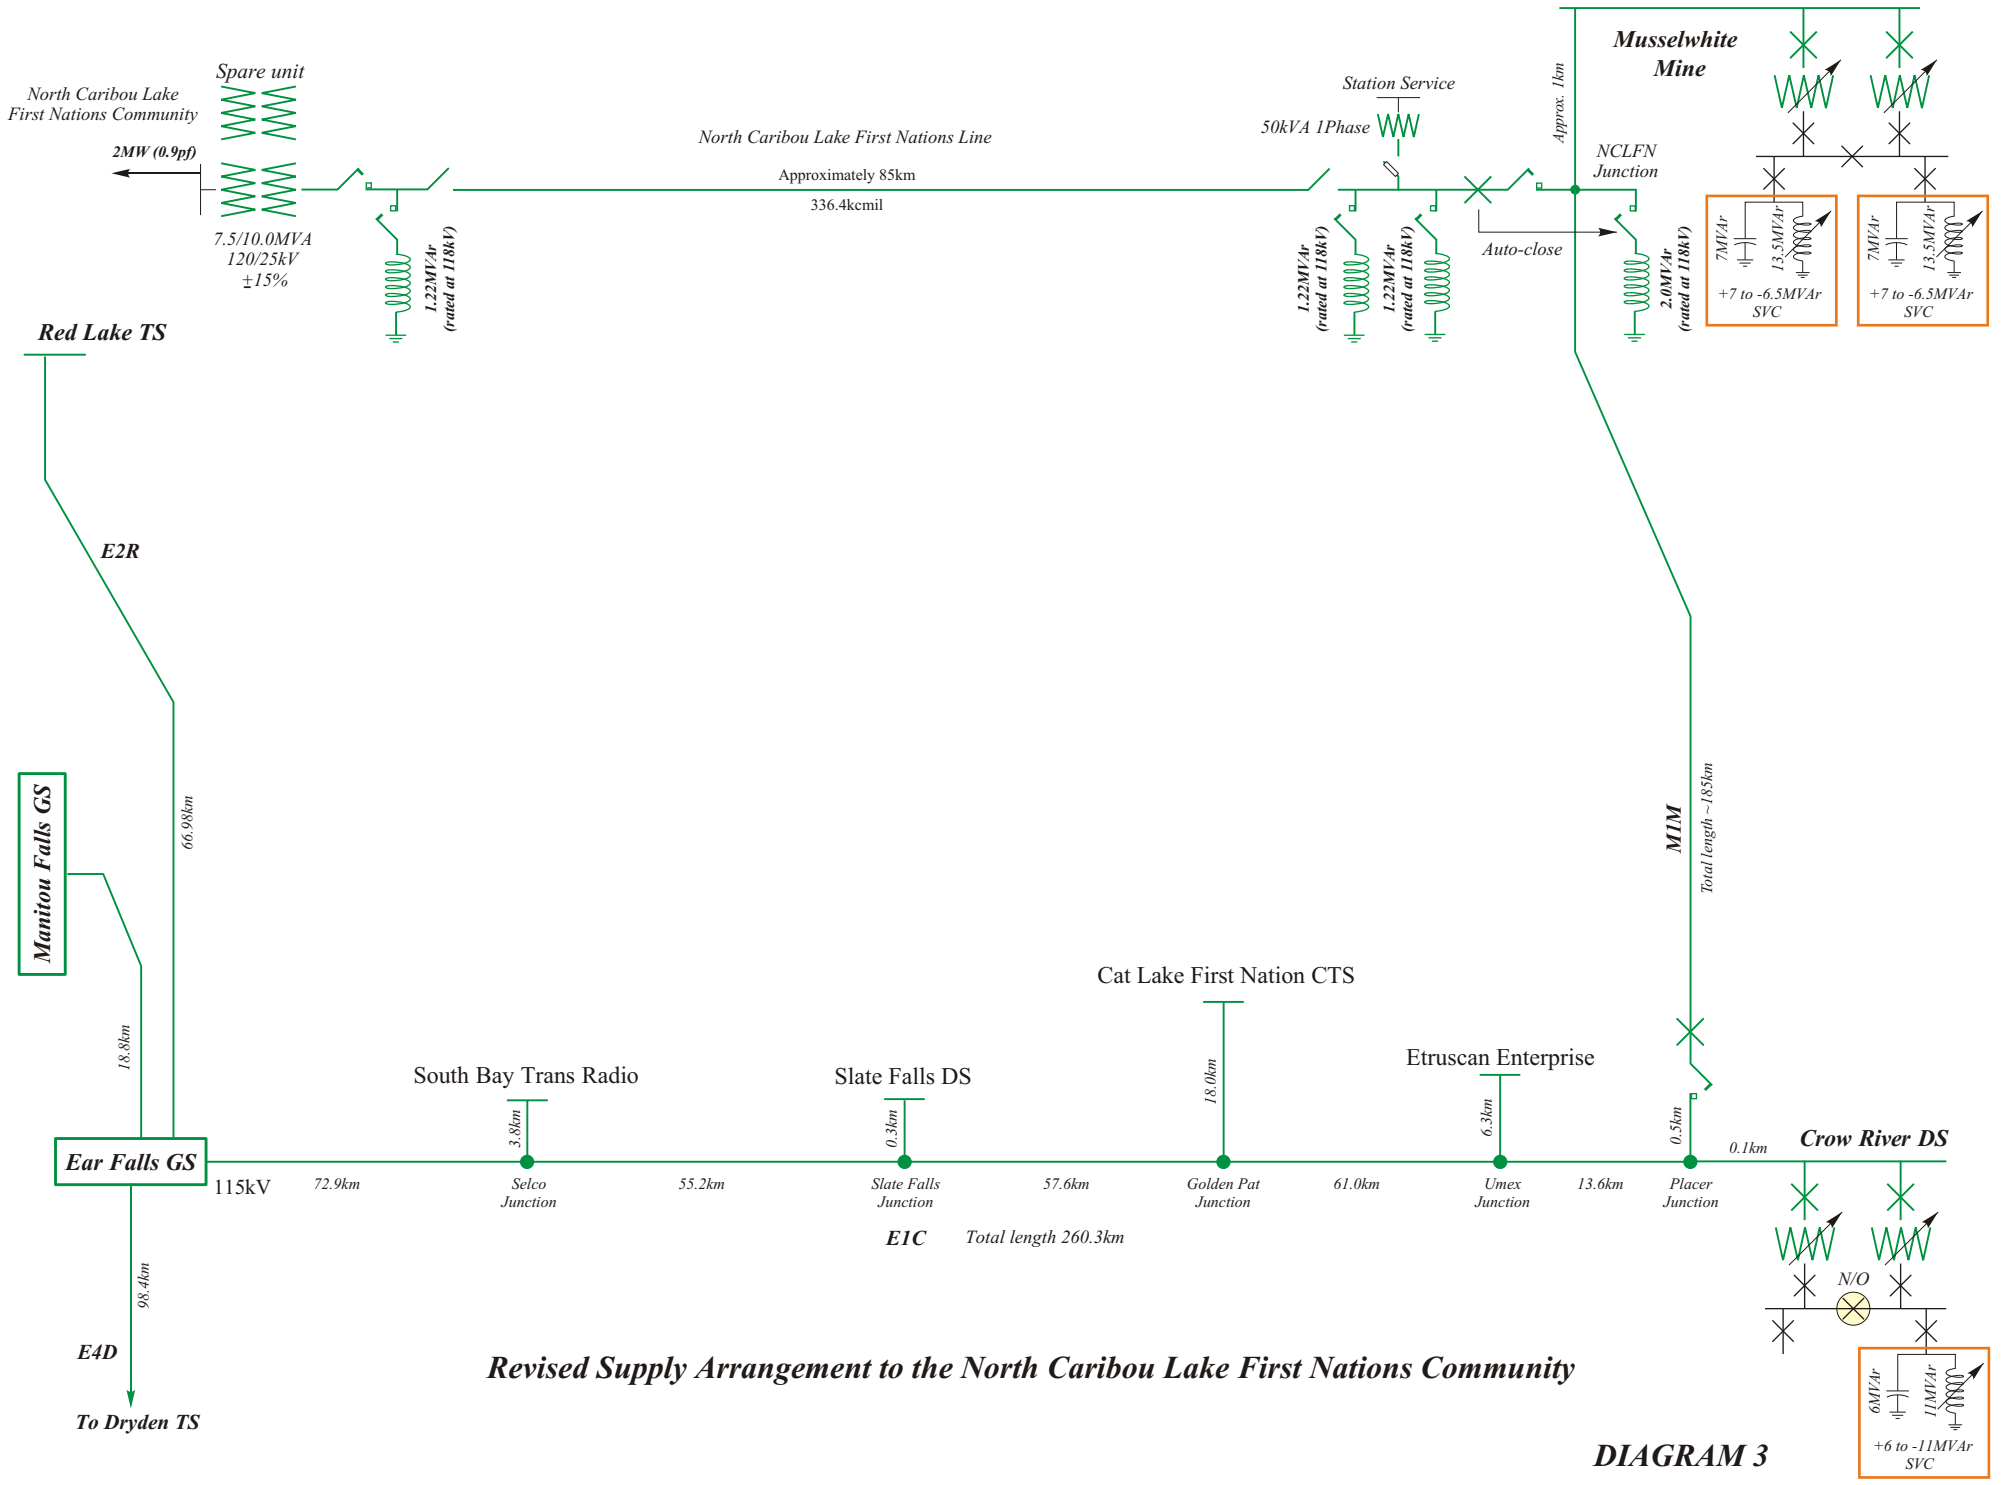 Musselwhite
Mine
Spare unit
North Caribou Lake
First Nations Community
2MW (0.9pf)
7.5/10.0MVA
120/25kV
±15%
1.22MVAr
(rated at 118kV)
North Caribou Lake First Nations Line
Approximately 85km
336.4kcmil
Station Service
50kVA 1Phase
1.22MVAr
(rated at 118kV)
1.22MVAr
(rated at 118kV)
Auto-close
Approx. 1km
NCLFN
Junction
2.0MVAr
(rated at 118kV)
7MVAr
13.5MVAr
+7 to -6.5MVAr
SVC
7MVAr
13.5MVAr
+7 to -6.5MVAr
SVC
Red Lake TS
E2R
66.98km
Manitou Falls GS
18.8km
M1M
Total length ~185km
Cat Lake First Nation CTS
18.0km
South Bay Trans Radio
3.8km
Slate Falls DS
0.3km
Etruscan Enterprise
6.3km
0.5km
0.1km
Crow River DS
Ear Falls GS
115kV
72.9km
Selco
Junction
55.2km
Slate Falls
Junction
57.6km
Golden Pat
Junction
61.0km
Umex
Junction
13.6km
Placer
Junction
E1C
Total length 260.3km
98.4km
E4D
To Dryden TS
N/O
6MVAr
11MVAr
+6 to -11MVAr
SVC
Revised Supply Arrangement to the North Caribou Lake First Nations Community
DIAGRAM 3